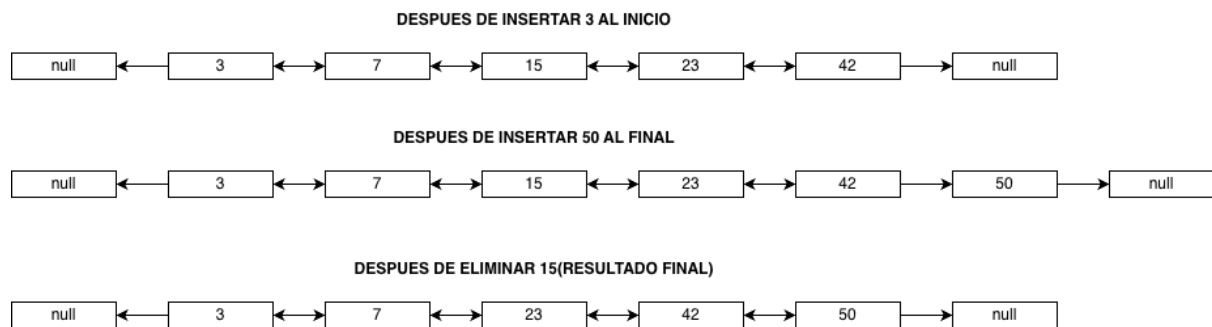 DESPUES DE INSERTAR 3 AL INICIO
null 3 7 15 23 42 null
DESPUES DE INSERTAR 50 AL FINAL
null 3 7 15 23 42 50 null
DESPUES DE ELIMINAR 15(RESULTADO FINAL)
null 3 7 23 42 50 null